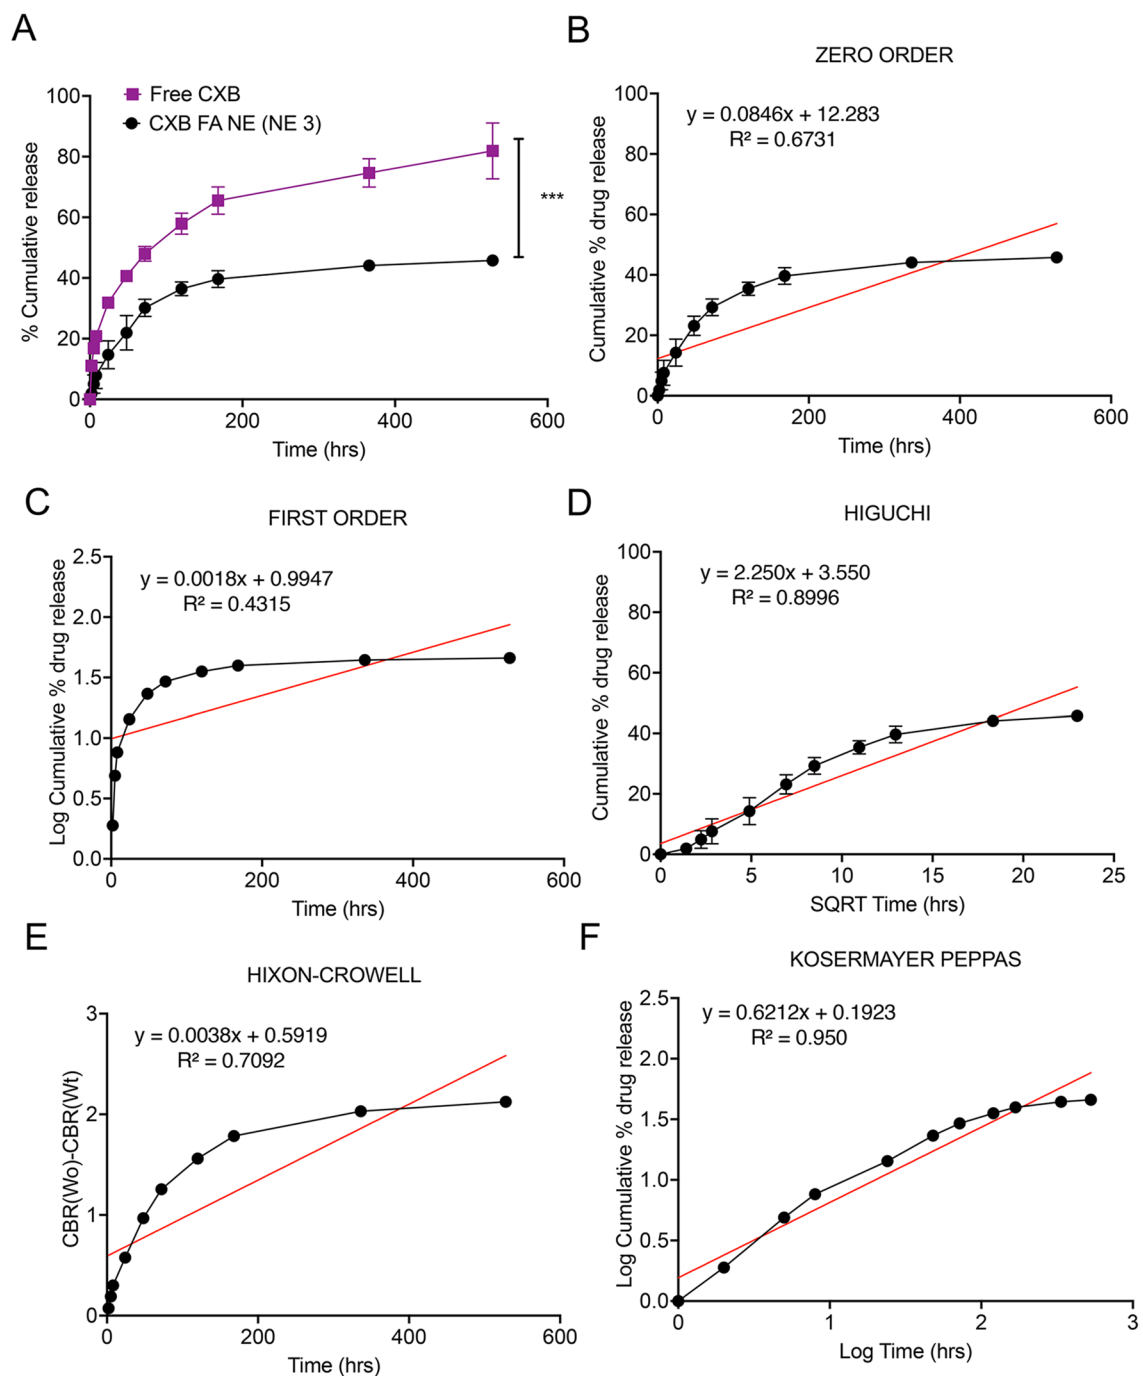 A
% Cumulative release
100
80
60
40
20
0
Free CXB
CXB FA NE (NE 3)
***
0
200
400
600
Time (hrs)
B
ZERO ORDER
Cumulative % drug release
100
80
60
40
20
0
y = 0.0846x + 12.283
R² = 0.6731
0
200
400
600
Time (hrs)
C
FIRST ORDER
Log Cumulative % drug release
2.5
2.0
1.5
1.0
0.5
0.0
y = 0.0018x + 0.9947
R² = 0.4315
0
200
400
600
Time (hrs)
D
HIGUCHI
Cumulative % drug release
100
80
60
40
20
0
y = 2.250x + 3.550
R² = 0.8996
0
5
10
15
20
25
SQRT Time (hrs)
E
HIXON-CROWELL
CBR(Wo)-CBR(Wt)
3
2
1
0
y = 0.0038x + 0.5919
R² = 0.7092
0
200
400
600
Time (hrs)
F
KOSERMAYER PEPPAS
Log Cumulative % drug release
2.5
2.0
1.5
1.0
0.5
0.0
y = 0.6212x + 0.1923
R² = 0.950
0
1
2
3
Log Time (hrs)